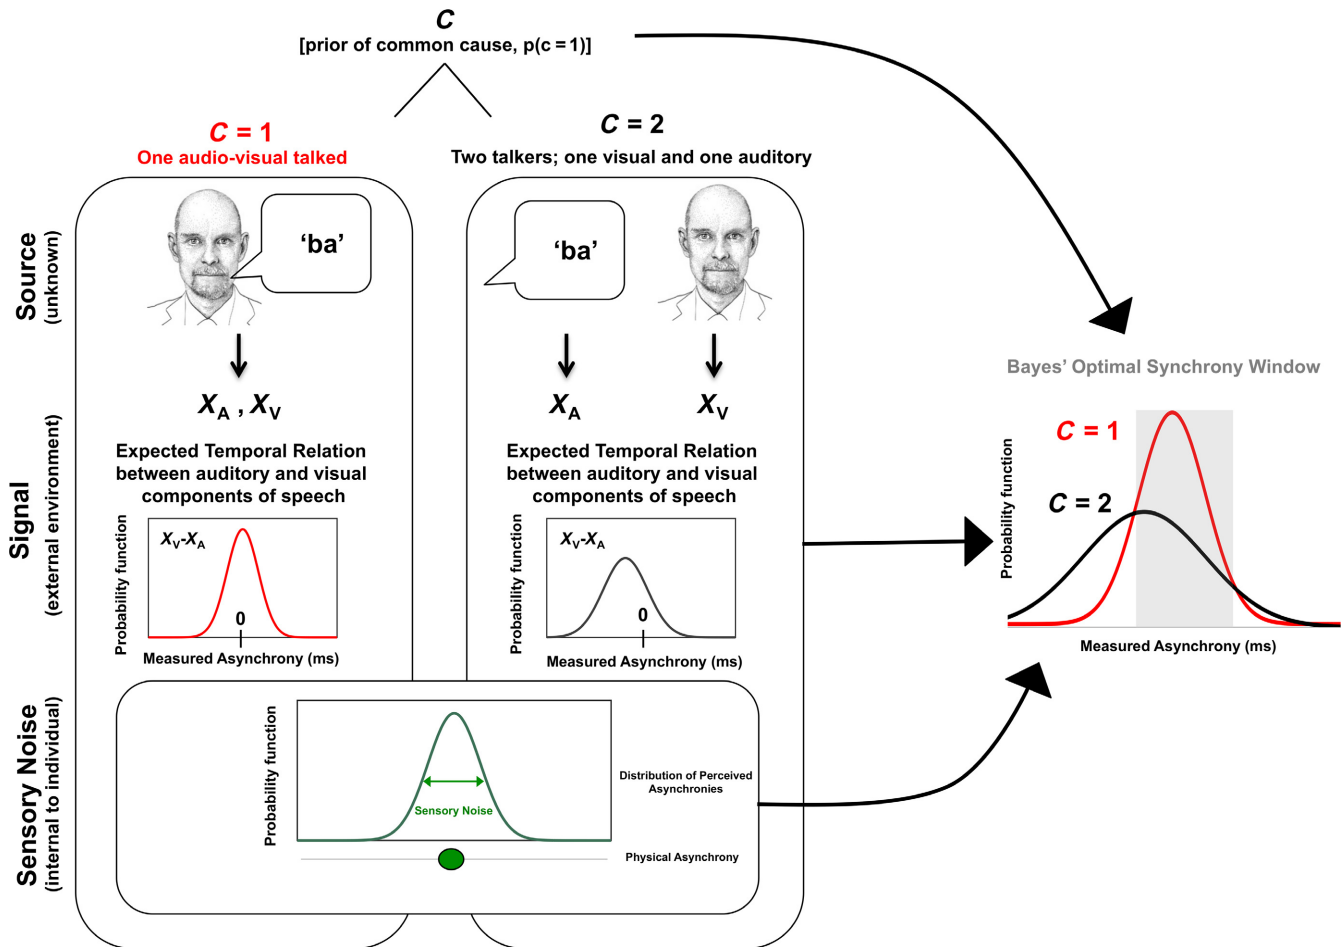 C
[prior of common cause, p(c = 1)]
C = 1
One audio-visual talked
C = 2
Two talkers; one visual and one auditory
Source
(unknown)
‘ba’
‘ba’
XA , XV
XA
XV
Signal
(external environment)
Expected Temporal Relation
between auditory and visual
components of speech
Probability function
XV-XA
0
Measured Asynchrony (ms)
Expected Temporal Relation
between auditory and visual
components of speech
Probability function
XV-XA
0
Measured Asynchrony (ms)
Sensory Noise
(internal to individual)
Probability function
Sensory Noise
Distribution of Perceived
Asynchronies
Physical Asynchrony
Bayes’ Optimal Synchrony Window
Probability function
C = 1
C = 2
Measured Asynchrony (ms)